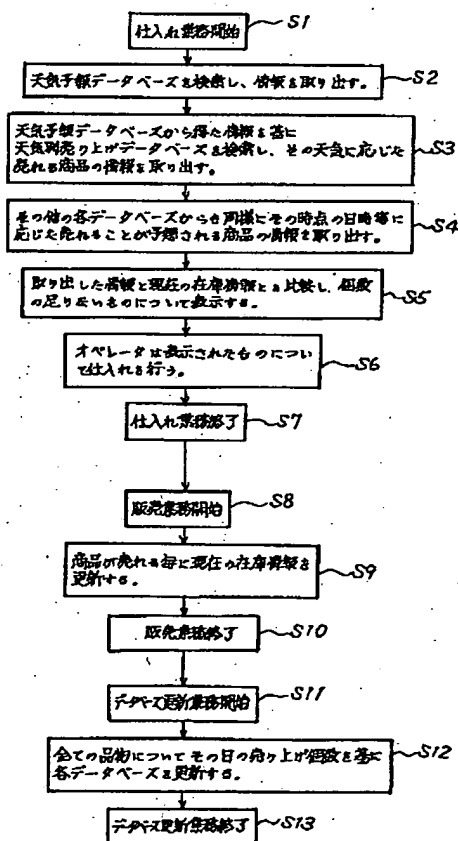 仕入れ業務開始 S1
天気予報データベースを検索し、情報を取り出す。 S2
天気予報データベースから得た情報を基に
天気別売り上げデータベースを検索し、その天気に応じた
売れる商品の情報を取り出す。 S3
その他の各データベースからも同様にその時点の日時等に
応じた売れることが予想される商品の情報を取り出す。 S4
取り出した情報と現在の在庫情報とを比較し、個数
の足りないものについて表示する。 S5
オペレータは表示されたものについ
て仕入れを行う。 S6
仕入れ業務終了 S7
販売業務開始 S8
商品が売れる毎に現在の在庫情報を
更新する。 S9
販売業務終了 S10
データベース更新業務開始 S11
全ての品物についてその日の売り上げ個数を基に
各データベースを更新する。 S12
データベース更新業務終了 S13